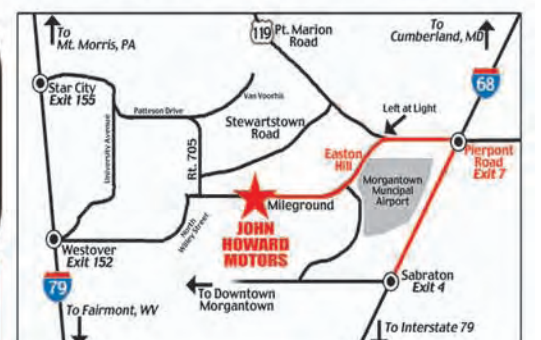 To
Mt. Morris, PA
119
Pt. Marion
Road
To
Cumberland, MD
68
Star City
Exit 155
Patteson Drive
Van Voorhis
Stewartstown
Road
Left at Light
University Avenue
Rt. 705
Easton
Hill
Pierpont
Road
Exit 7
Morgantown
Muncipal
Airport
North
Willey Street
Mileground
JOHN
HOWARD
MOTORS
Westover
Exit 152
79
To Fairmont, WV
To Downtown
Morgantown
Sabraton
Exit 4
To Interstate 79